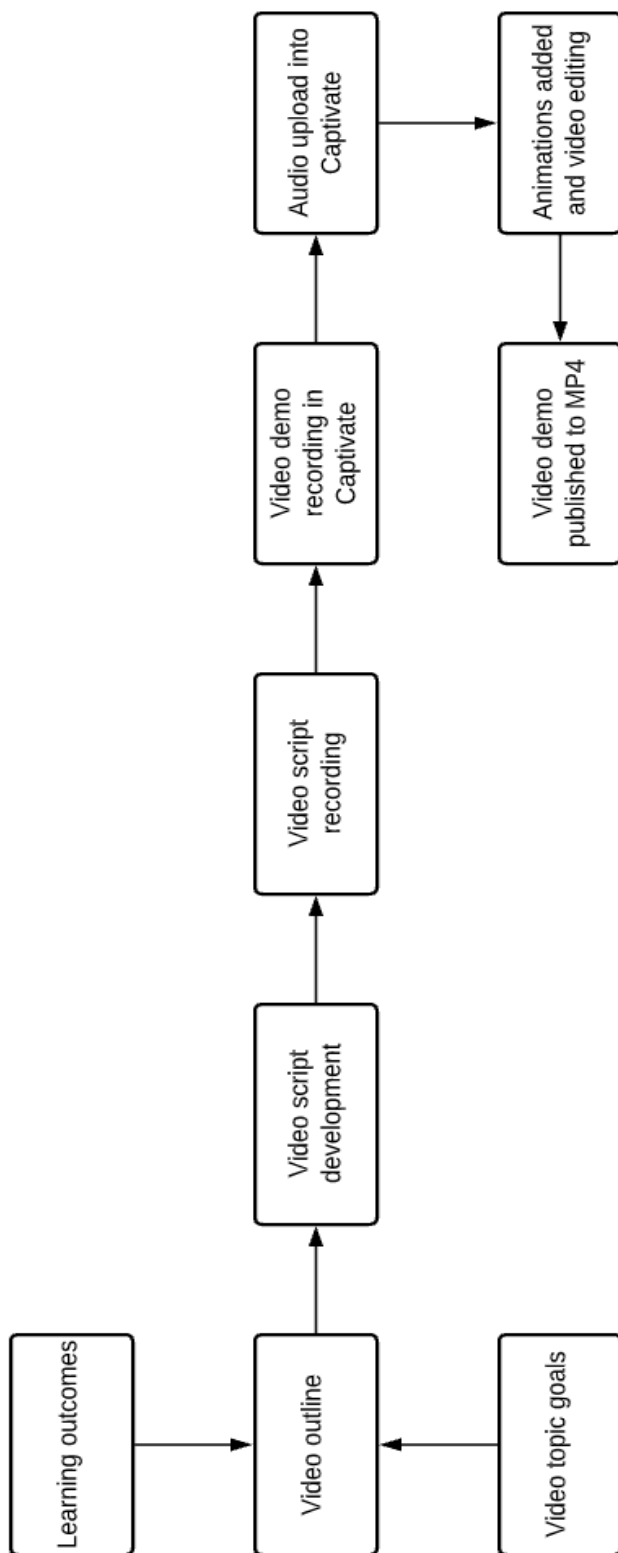 Learning outcomes
Video outline
Video topic goals
Video script
development
Video script
recording
Video demo
recording in
Captivate
Audio upload into
Captivate
Animations added
and video editing
Video demo
published to MP4